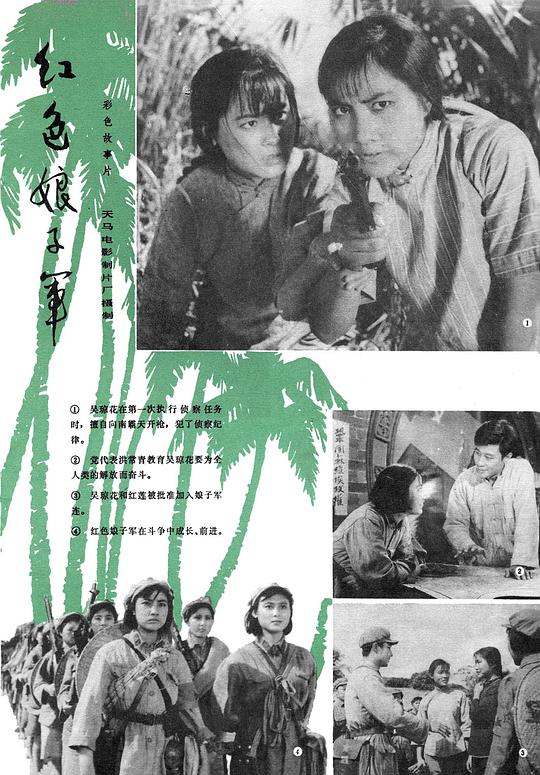 红色娘子军
彩色故事片 天马电影制片厂摄制
① 吴琼花在第一次执行侦察任务
时，擅自向南霸天开枪，犯了侦察纪
律。
② 党代表洪常青教育吴琼花要为全
人类的解放而奋斗。
③ 吴琼花和红莲被批准加入娘子军
连。
④ 红色娘子军在斗争中成长、前进。
1
2
3
4